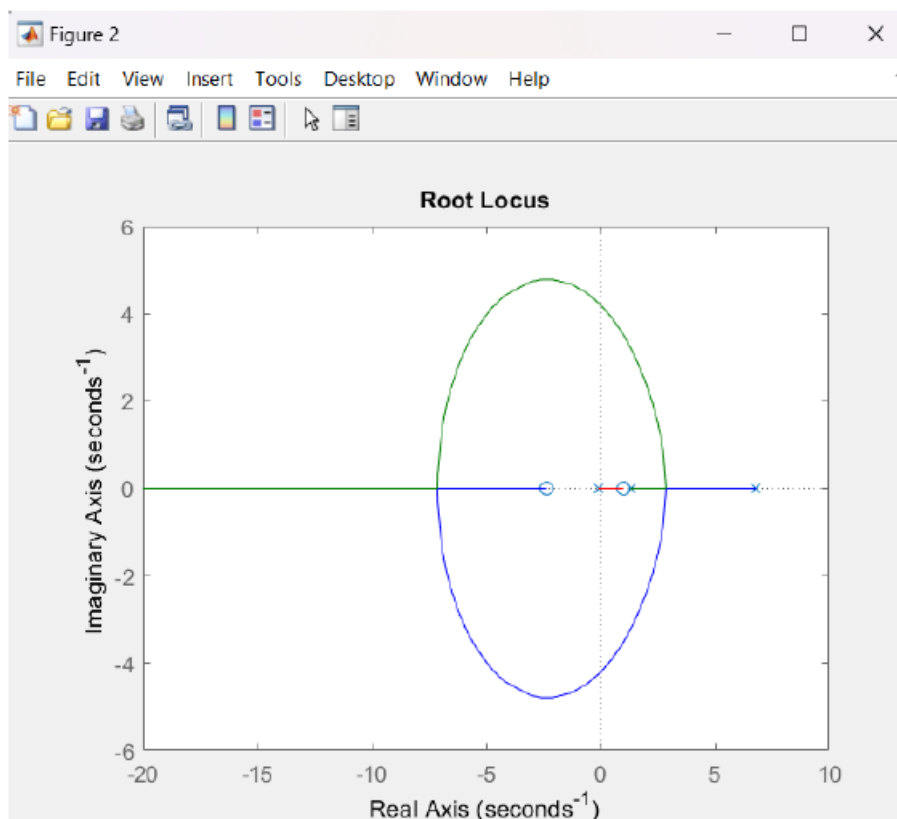 Figure 2
File Edit View Insert Tools Desktop Window Help
Root Locus
Imaginary Axis (seconds⁻¹)
6
4
2
0
-2
-4
-6
-20 -15 -10 -5 0 5 10
Real Axis (seconds⁻¹)